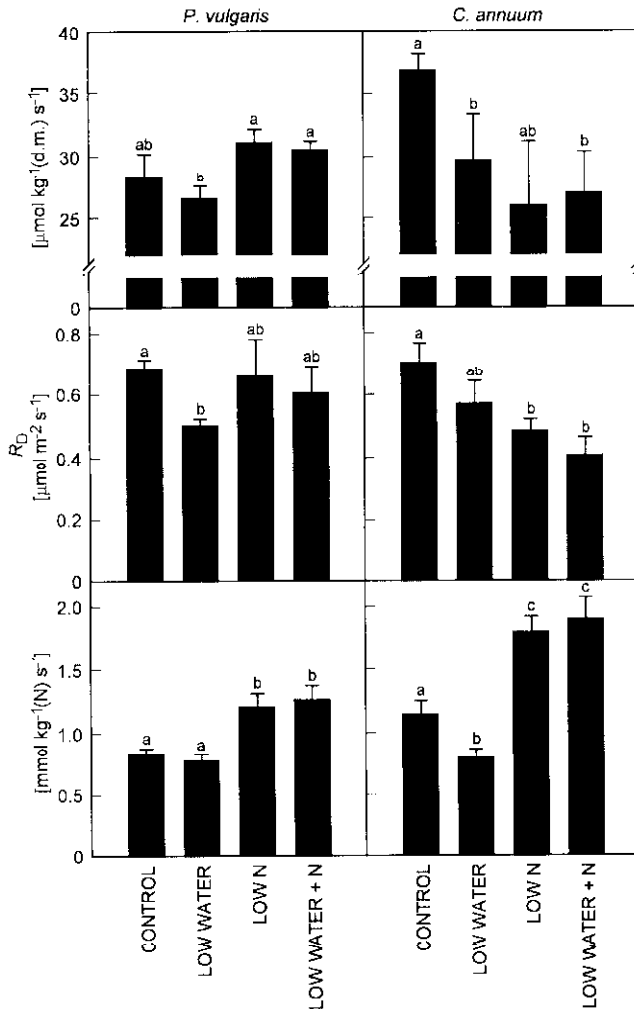 P. vulgaris C. annuum
40
35
30
25
0
[µmol kg⁻¹(d.m.) s⁻¹]
a
ab a a b ab b
b
0.8
0.6
0.4
0.2
0
R_D
[µmol m⁻² s⁻¹]
a b ab ab
a ab b b
2.0
1.5
1.0
0.5
0
[mmol kg⁻¹(N) s⁻¹]
a a b b
a b c c
CONTROL LOW WATER LOW N LOW WATER + N CONTROL LOW WATER LOW N LOW WATER + N